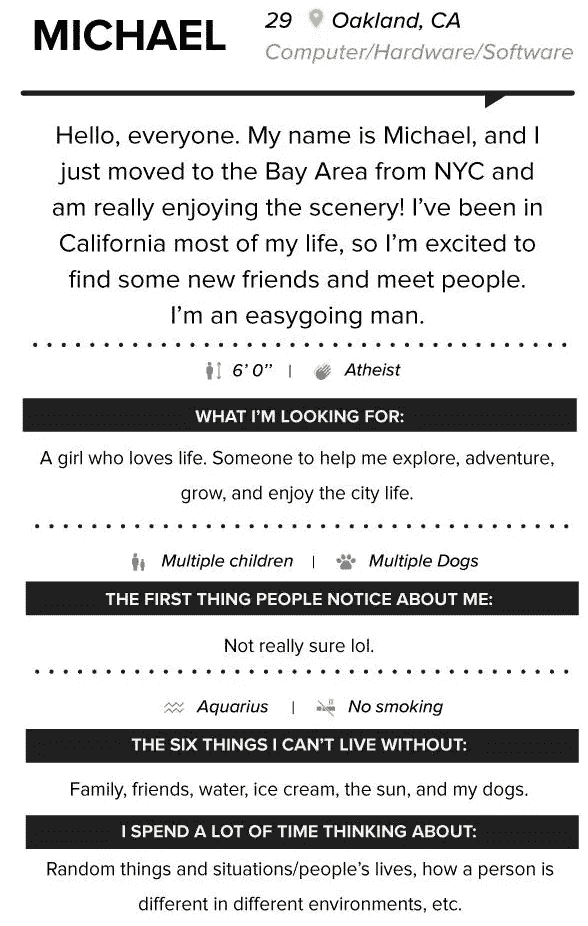 MICHAEL
29 Oakland, CA
Computer/Hardware/Software
Hello, everyone. My name is Michael, and I
just moved to the Bay Area from NYC and
am really enjoying the scenery! I’ve been in
California most of my life, so I’m excited to
find some new friends and meet people.
I’m an easygoing man.
6’ 0” | Atheist
WHAT I’M LOOKING FOR:
A girl who loves life. Someone to help me explore, adventure,
grow, and enjoy the city life.
Multiple children | Multiple Dogs
THE FIRST THING PEOPLE NOTICE ABOUT ME:
Not really sure lol.
Aquarius | No smoking
THE SIX THINGS I CAN’T LIVE WITHOUT:
Family, friends, water, ice cream, the sun, and my dogs.
I SPEND A LOT OF TIME THINKING ABOUT:
Random things and situations/people’s lives, how a person is
different in different environments, etc.